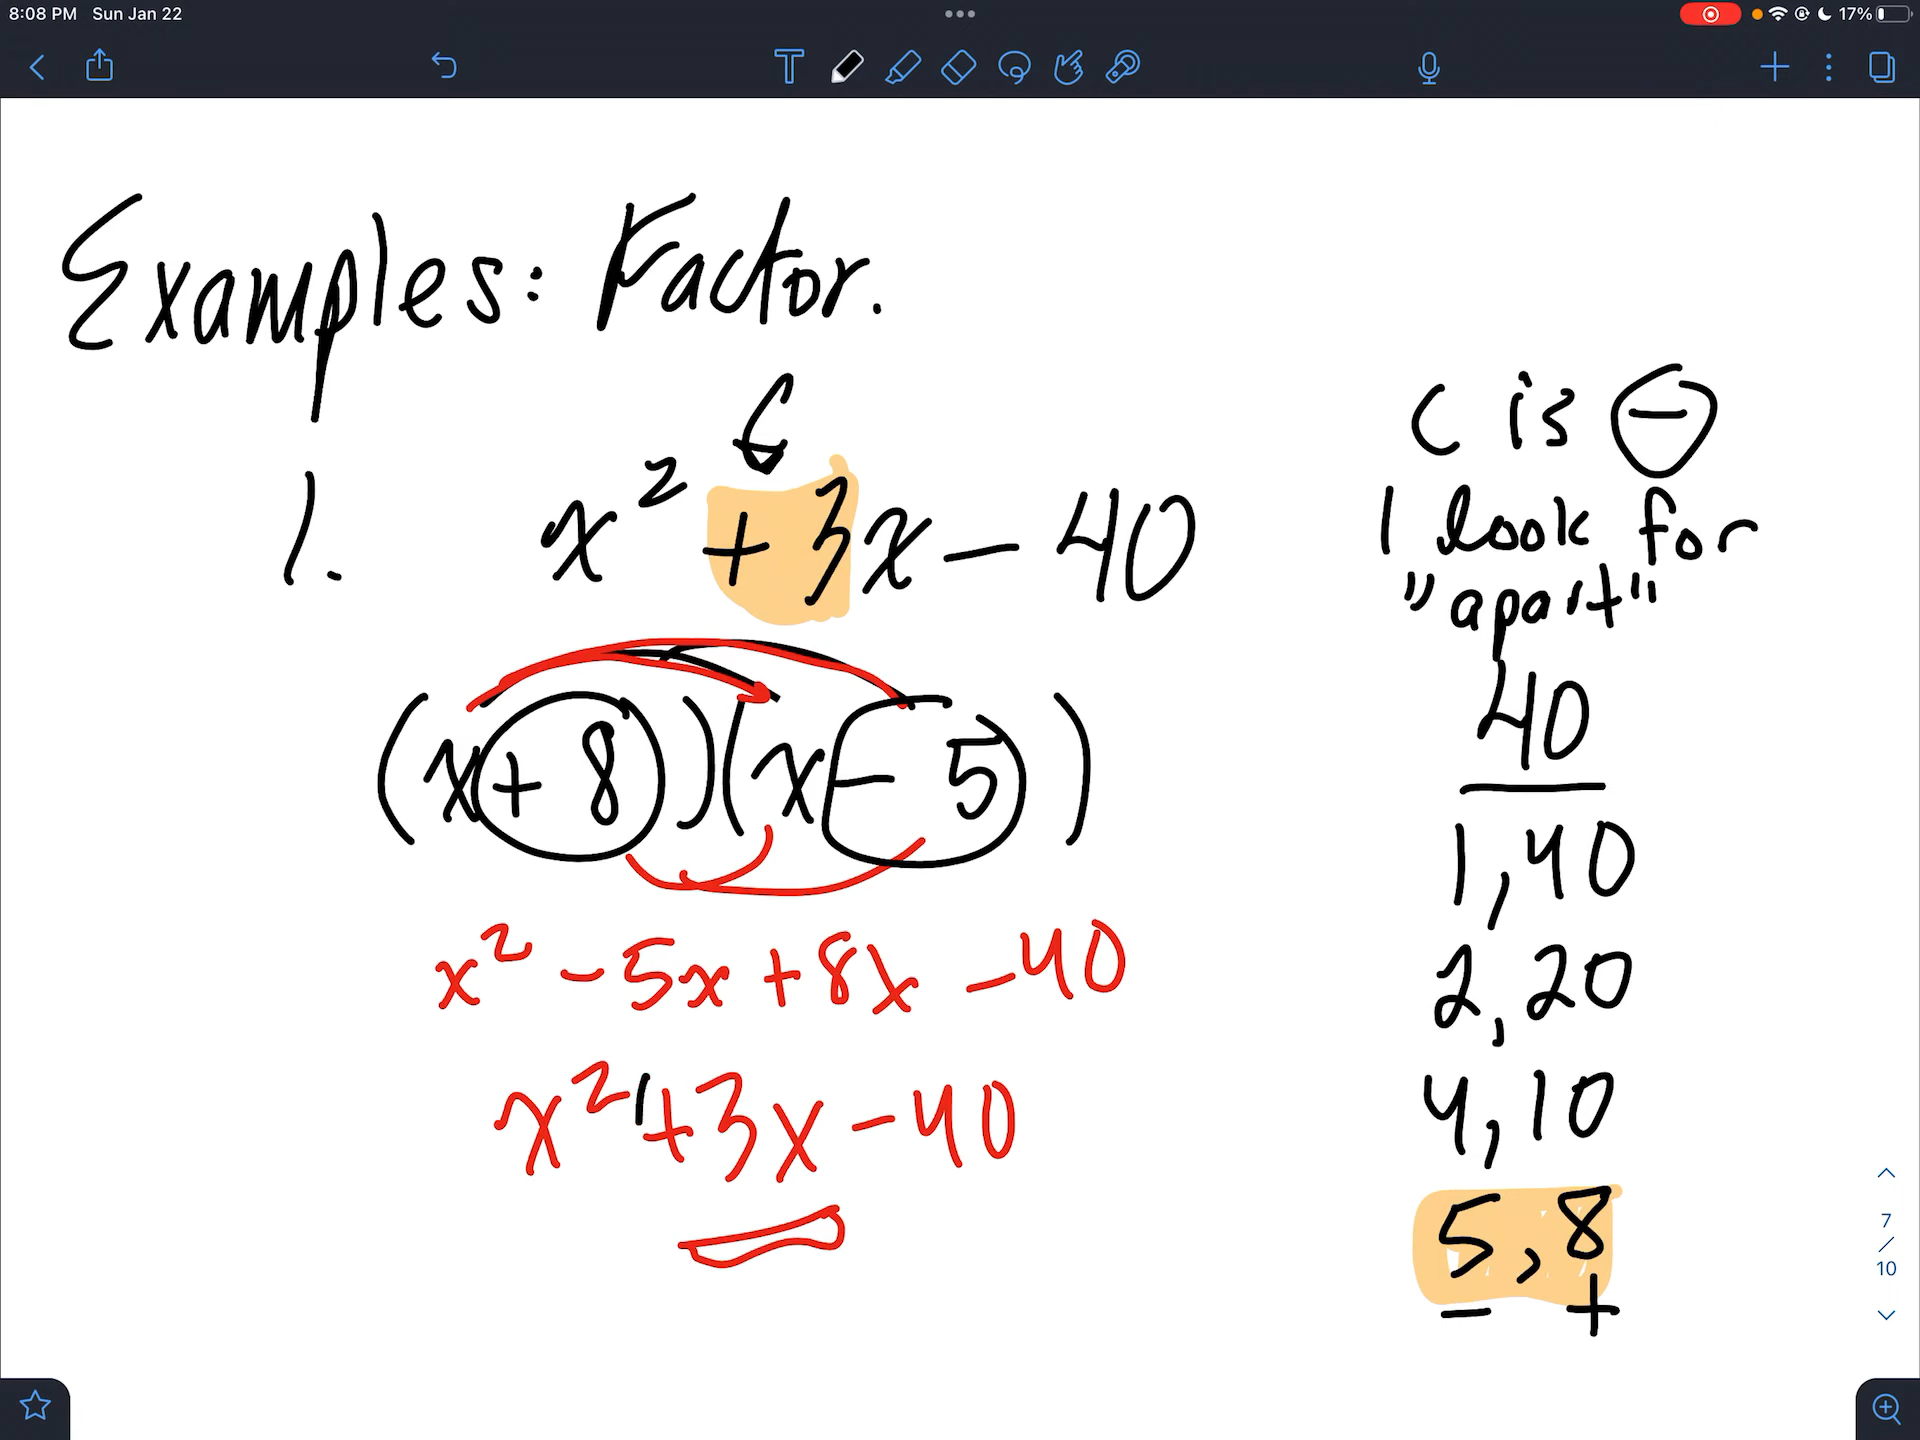 8:08 PM Sun Jan 22
17%
Examples: Factor.
1. x² + 3x - 40
(x + 8)(x - 5)
x² - 5x + 8x - 40
x² + 3x - 40
C is ⊖
I look for
"apart"
40
1, 40
2, 20
4, 10
5, 8
- +
7
/
10